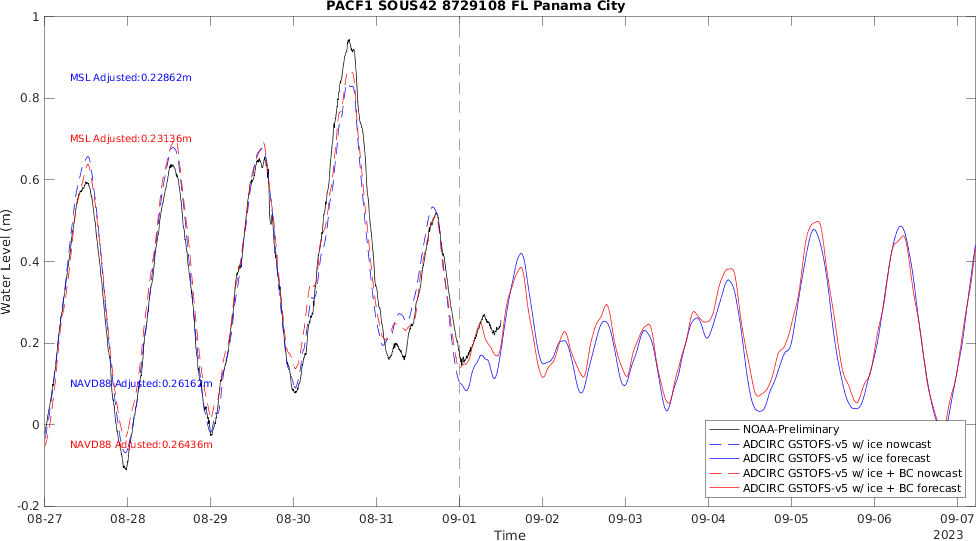 PACF1 SOUS42 8729108 FL Panama City
1
0.8
0.6
0.4
0.2
0
-0.2
Water Level (m)
MSL Adjusted:0.22862m
MSL Adjusted:0.23136m
NAVD88 Adjusted:0.26162m
NAVD88 Adjusted:0.26436m
NOAA-Preliminary
ADCIRC GSTOFS-v5 w/ ice nowcast
ADCIRC GSTOFS-v5 w/ ice forecast
ADCIRC GSTOFS-v5 w/ ice + BC nowcast
ADCIRC GSTOFS-v5 w/ ice + BC forecast
08-27 08-28 08-29 08-30 08-31 09-01 09-02 09-03 09-04 09-05 09-06 09-07
Time
2023